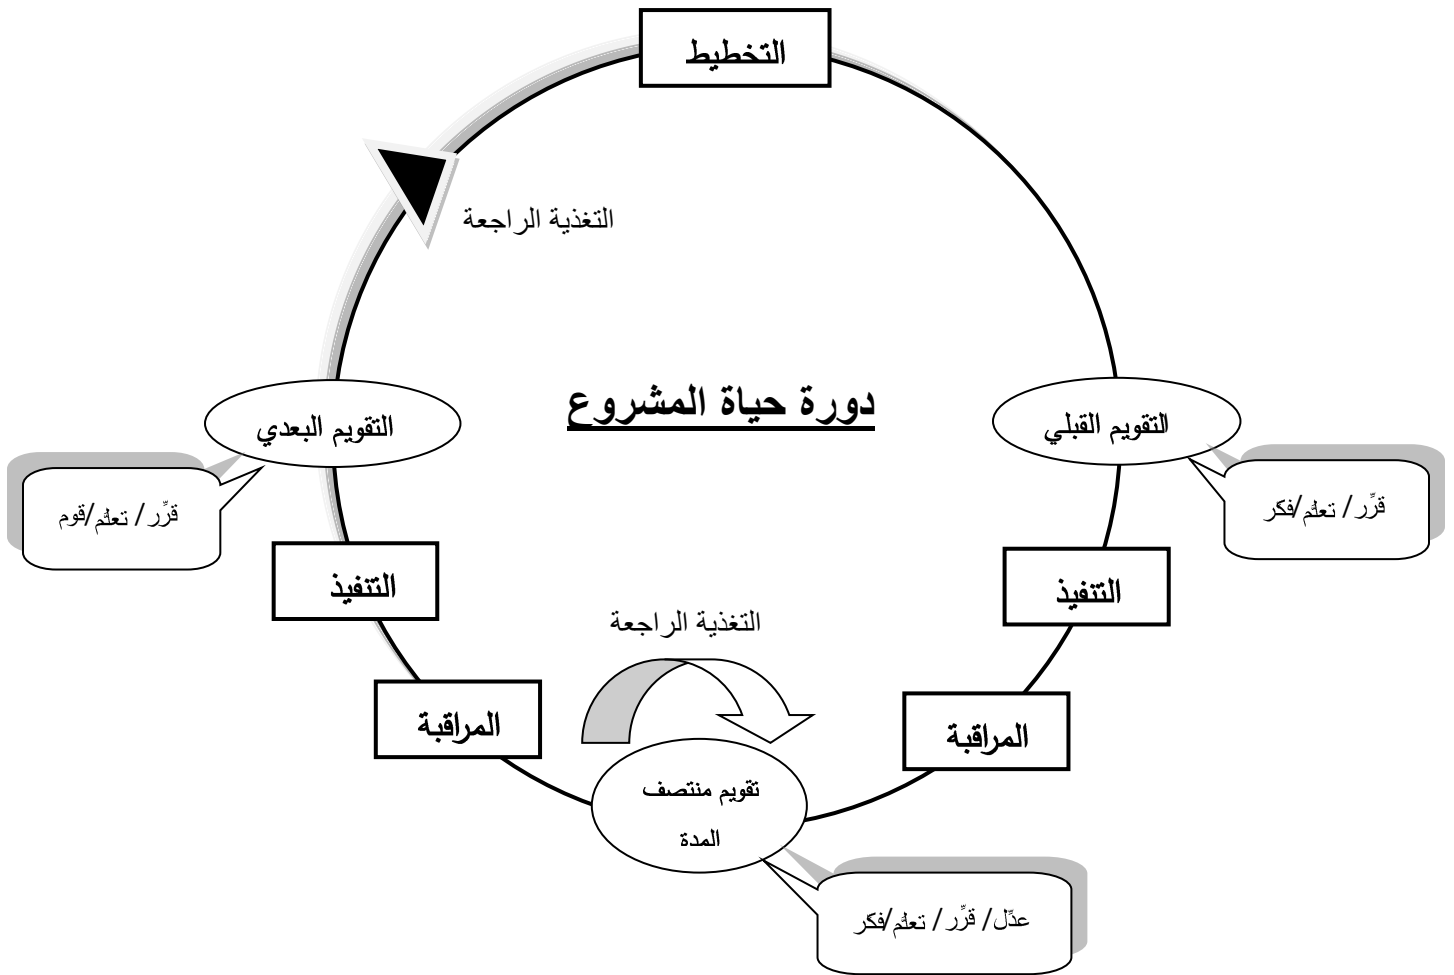 التخطيط
التغذية الراجعة
دورة حياة المشروع
التقويم القبلي
التقويم البعدي
قرِّر/ تعلَّم/فكر
قرِّر/ تعلَّم/قوم
التنفيذ
التنفيذ
التغذية الراجعة
المراقبة
المراقبة
تقويم منتصف
المدة
عدِّل/ قرِّر/ تعلَّم/فكر